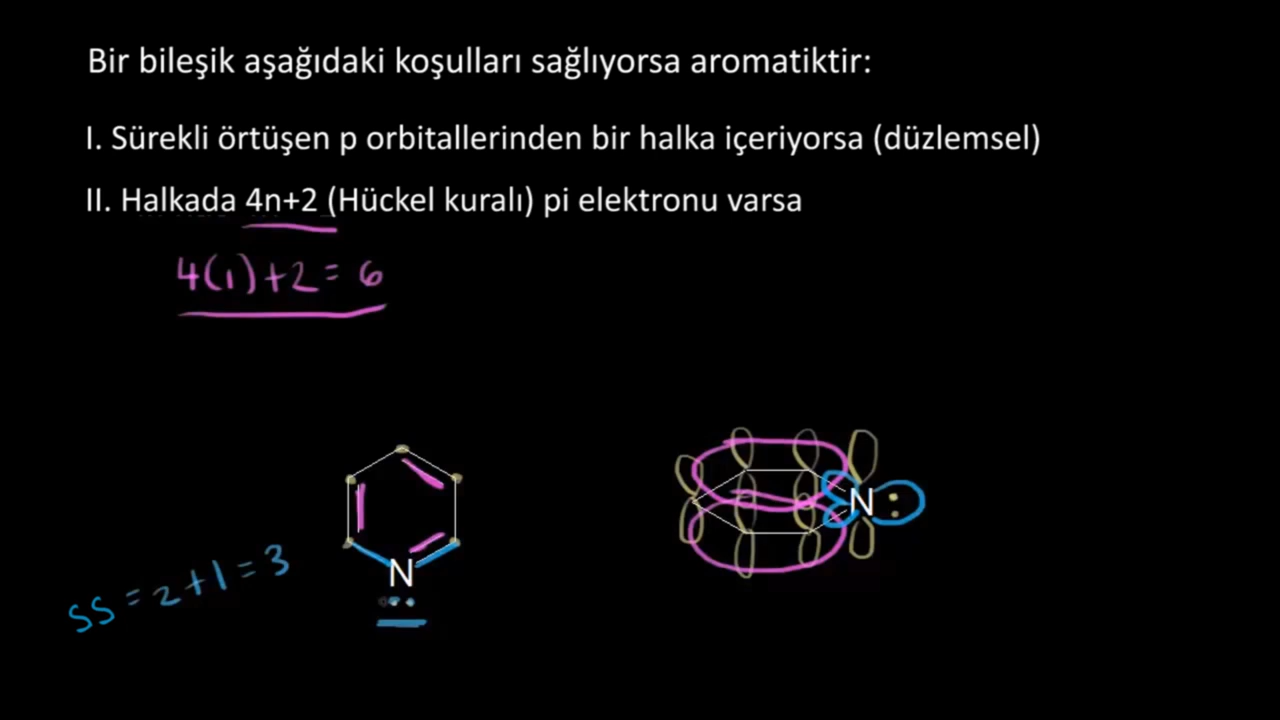 Bir bileşik aşağıdaki koşulları sağlıyorsa aromatiktir:
I. Sürekli örtüşen p orbitallerinden bir halka içeriyorsa (düzlemsel)
II. Halkada 4n+2 (Hückel kuralı) pi elektronu varsa
4(1)+2=6
N
N
SS=2+1=3